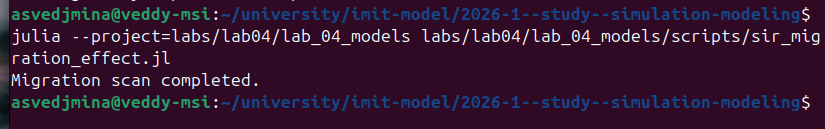 asvedjmina@veddy-msi:~/university/imit-model/2026-1--study--simulation-modeling$
julia --project=labs/lab04/lab_04_models labs/lab04/lab_04_models/scripts/sir_mig
ration_effect.jl
Migration scan completed.
asvedjmina@veddy-msi:~/university/imit-model/2026-1--study--simulation-modeling$